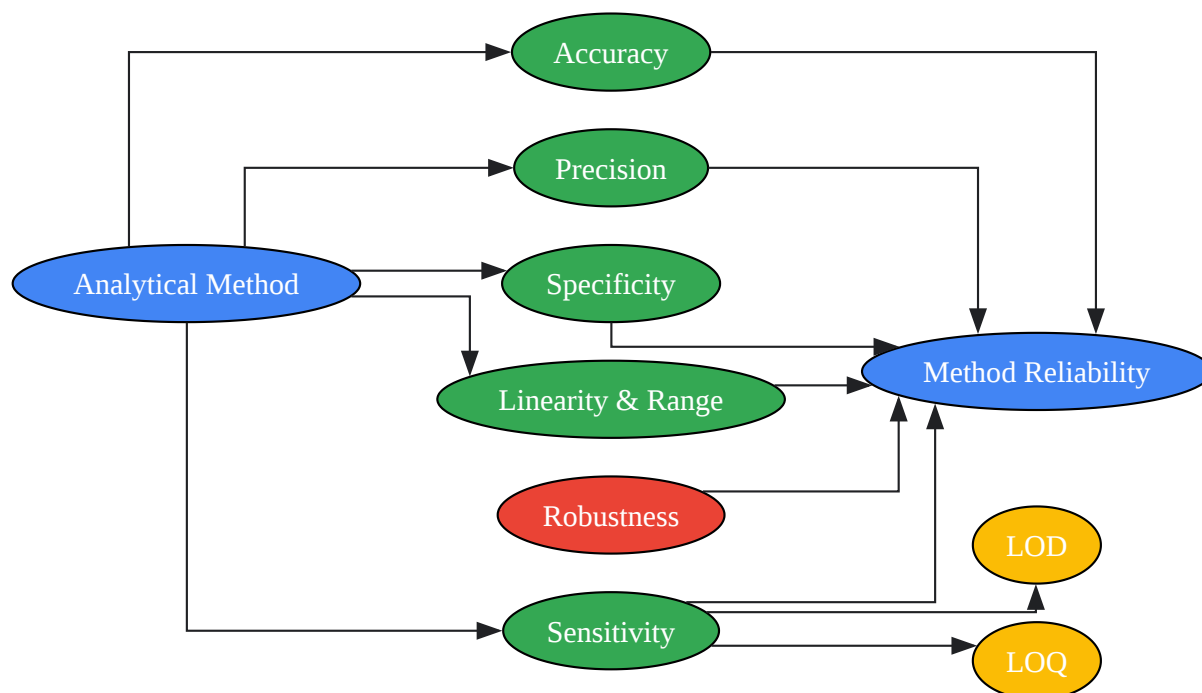 Accuracy
Precision
Analytical Method
Specificity
Method Reliability
Linearity & Range
Robustness
LOD
Sensitivity
LOQ